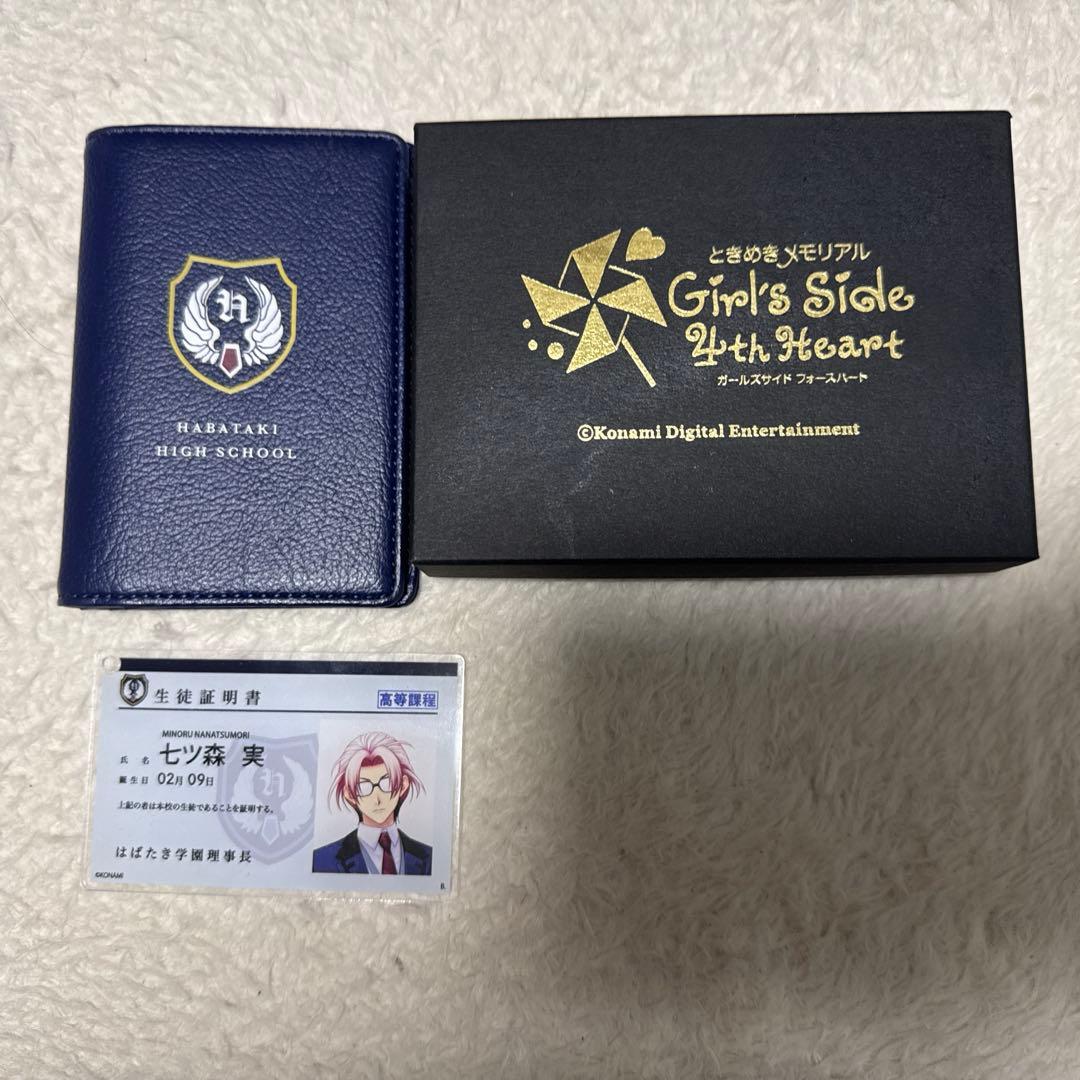 H
HABATAKI
HIGH SCHOOL
ときめきメモリアル
Girl's Side
4th Heart
ガールズサイド フォースハート
©Konami Digital Entertainment
生徒証明書
高等課程
MINORU NANATSUMORI
氏 名 七ツ森 実
誕生日 02月 09日
上記の者は本校の生徒であることを証明する。
はばたき学園理事長
©KONAMI
B.